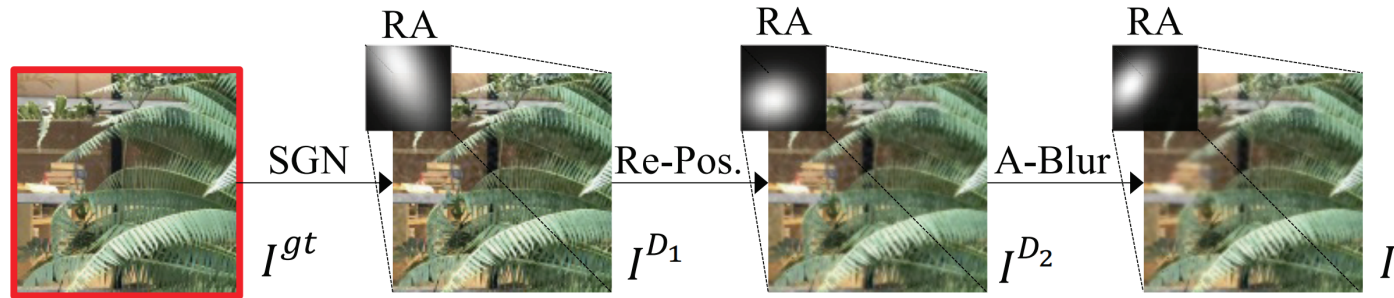 RA
RA
RA
SGN
Re-Pos.
A-Blur
I^{gt}
I^{D_1}
I^{D_2}
I